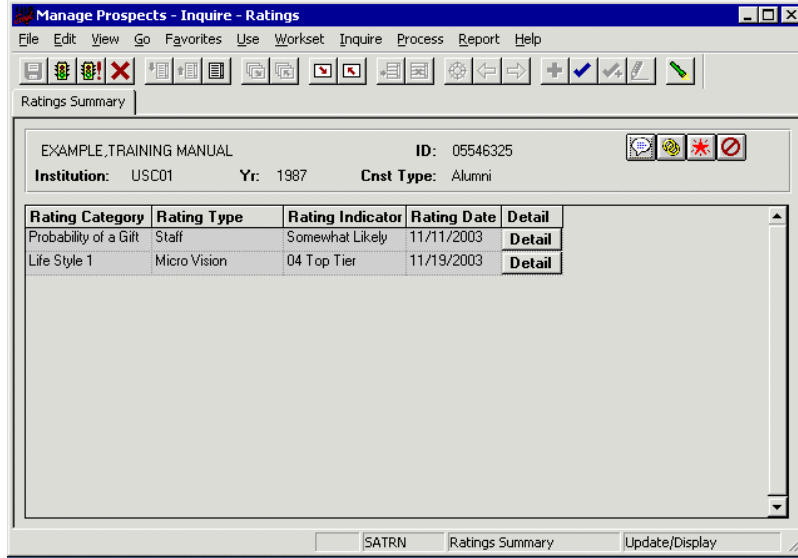 Manage Prospects - Inquire - Ratings
File Edit View Go Favorites Use Workset Inquire Process Report Help
Ratings Summary
EXAMPLE,TRAINING MANUAL ID: 05546325
Institution: USC01 Yr: 1987 Cnst Type: Alumni
Rating Category Rating Type Rating Indicator Rating Date Detail
Probability of a Gift Staff Somewhat Likely 11/11/2003 Detail
Life Style 1 Micro Vision 04 Top Tier 11/19/2003 Detail
SATRN Ratings Summary Update/Display